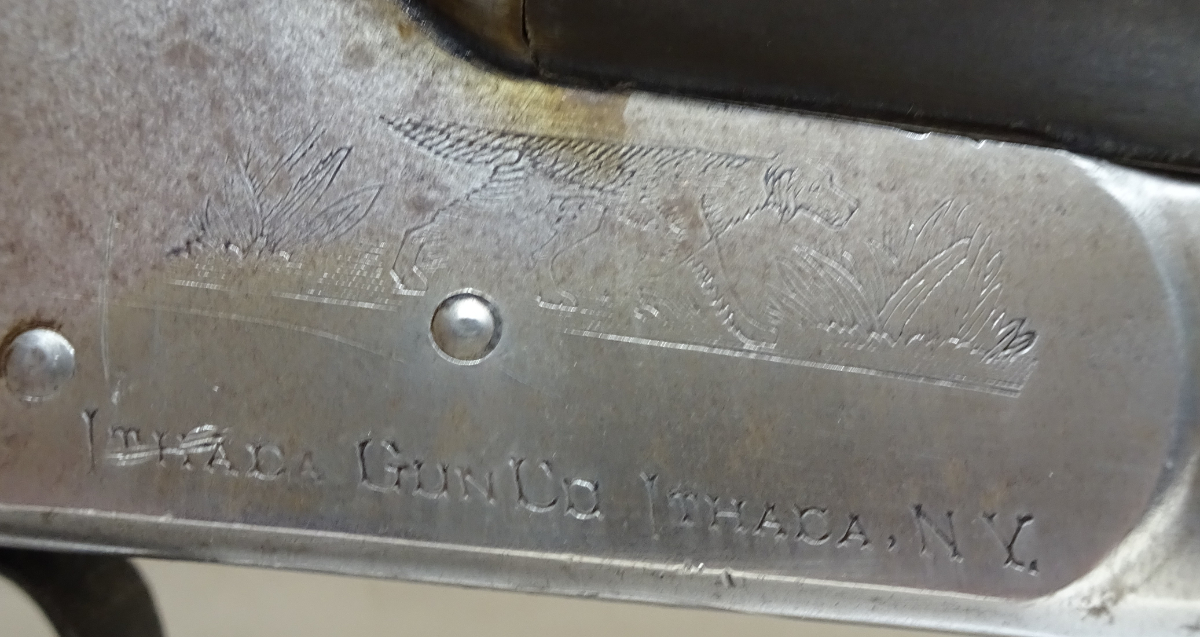 ITHACA GUN CO. ITHACA, N.Y.